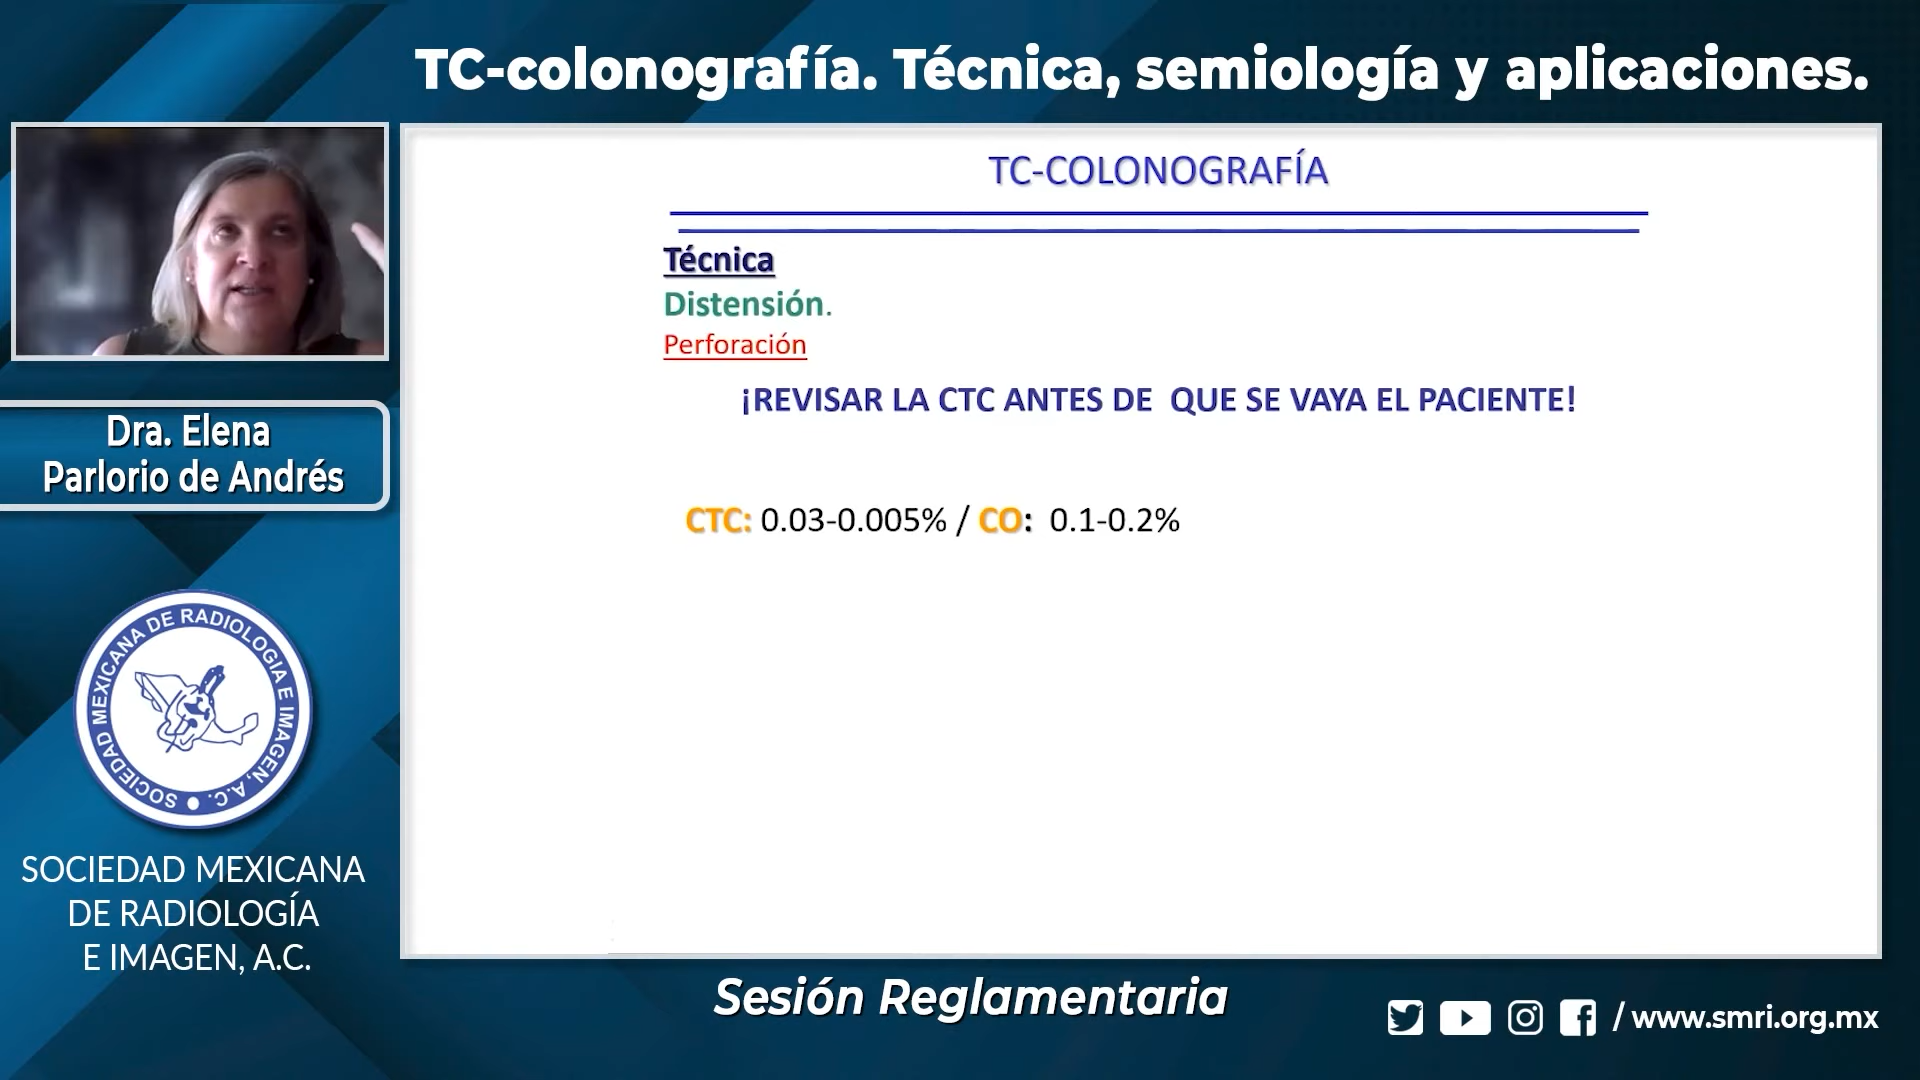 TC-colonografía. Técnica, semiología y aplicaciones.
TC-COLONOGRAFÍA
Técnica
Distensión.
Perforación
¡REVISAR LA CTC ANTES DE QUE SE VAYA EL PACIENTE!
CTC: 0.03-0.005% / CO: 0.1-0.2%
Dra. Elena
Parlorio de Andrés
SOCIEDAD MEXICANA DE RADIOLOGIA E IMAGEN, A.C.
SOCIEDAD MEXICANA
DE RADIOLOGÍA
E IMAGEN, A.C.
Sesión Reglamentaria
/ www.smri.org.mx